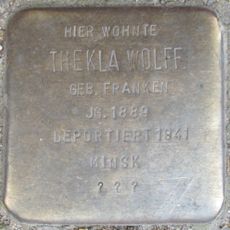 HIER WOHNTE
THEKLA WOLFF
GEB. FRANKEN
JG. 1889
DEPORTIERT 1941
MINSK
? ? ?